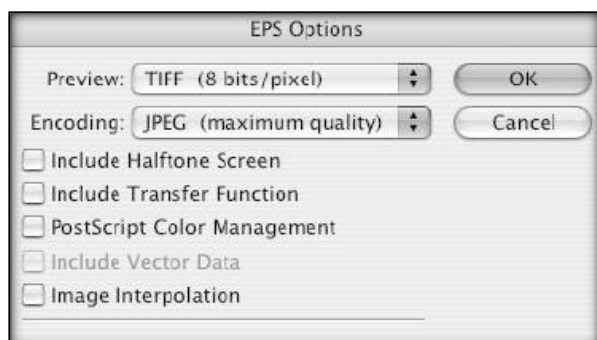 EPS Options
Preview: TIFF (8 bits/pixel) OK
Encoding: JPEG (maximum quality) Cancel
Include Halftone Screen
Include Transfer Function
PostScript Color Management
Include Vector Data
Image Interpolation